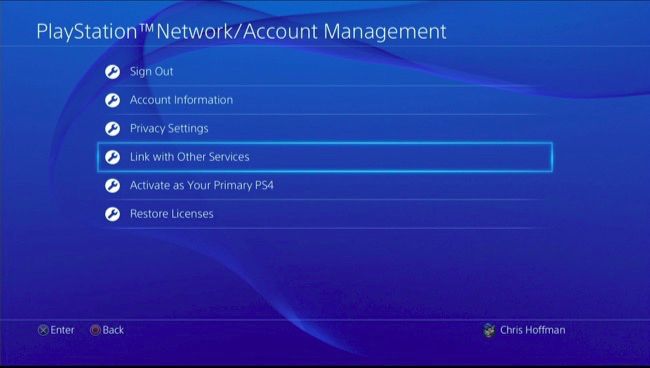 PlayStation™Network/Account Management
Sign Out
Account Information
Privacy Settings
Link with Other Services
Activate as Your Primary PS4
Restore Licenses
Enter Back Chris Hoffman